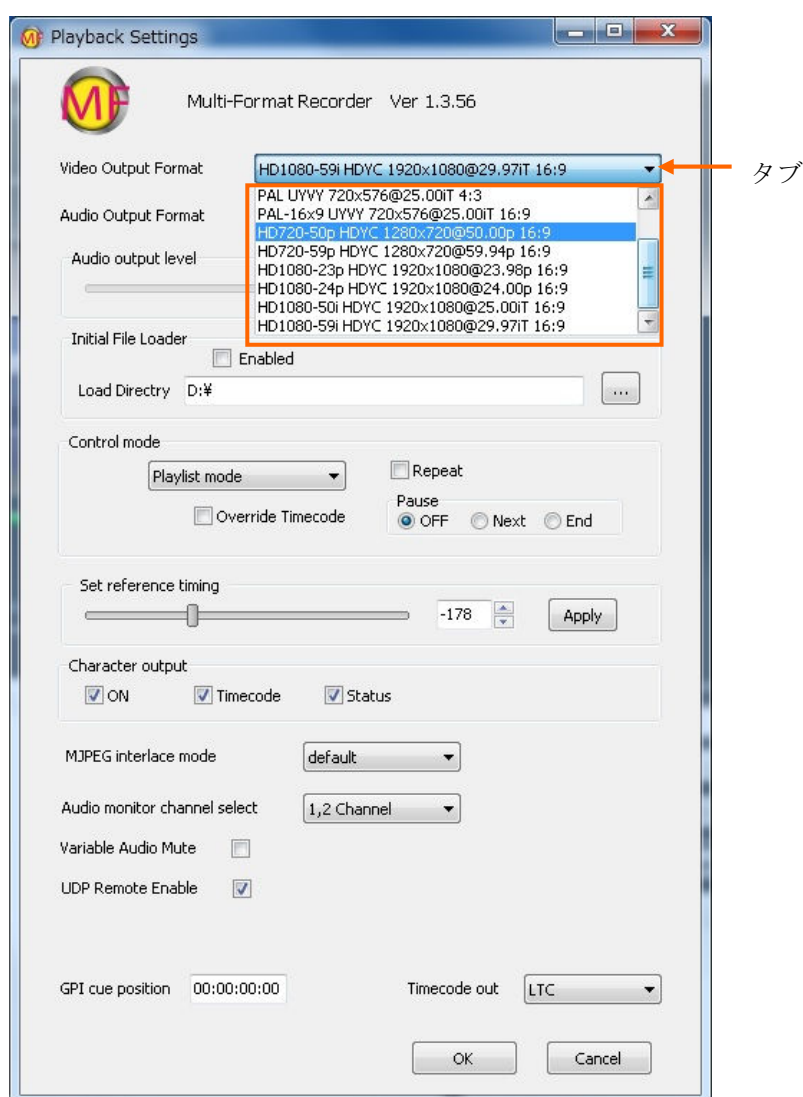 Playback Settings
MF
Multi-Format Recorder Ver 1.3.56
Video Output Format
HD1080-59i HDYC 1920x1080@29.97iT 16:9
タブ
PAL UYVY 720x576@25.00iT 4:3
PAL-16x9 UYVY 720x576@25.00iT 16:9
HD720-50p HDYC 1280x720@50.00p 16:9
HD720-59p HDYC 1280x720@59.94p 16:9
HD1080-23p HDYC 1920x1080@23.98p 16:9
HD1080-24p HDYC 1920x1080@24.00p 16:9
HD1080-50i HDYC 1920x1080@25.00iT 16:9
HD1080-59i HDYC 1920x1080@29.97iT 16:9
Audio Output Format
Audio output level
Initial File Loader
Enabled
Load Directry D:¥ ...
Control mode
Playlist mode
Repeat
Override Timecode
Pause
OFF Next End
Set reference timing
-178 Apply
Character output
ON Timecode Status
MJPEG interlace mode default
Audio monitor channel select 1,2 Channel
Variable Audio Mute
UDP Remote Enable
GPI cue position 00:00:00:00 Timecode out LTC
OK Cancel